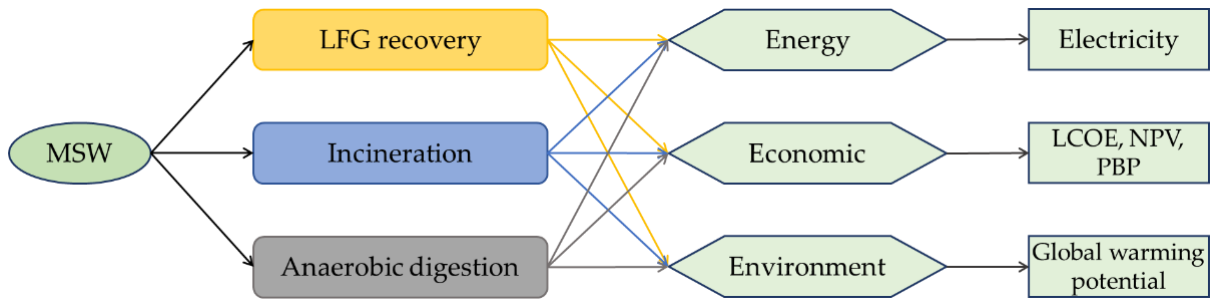 MSW
LFG recovery
Incineration
Anaerobic digestion
Energy
Economic
Environment
Electricity
LCOE, NPV,
PBP
Global warming
potential